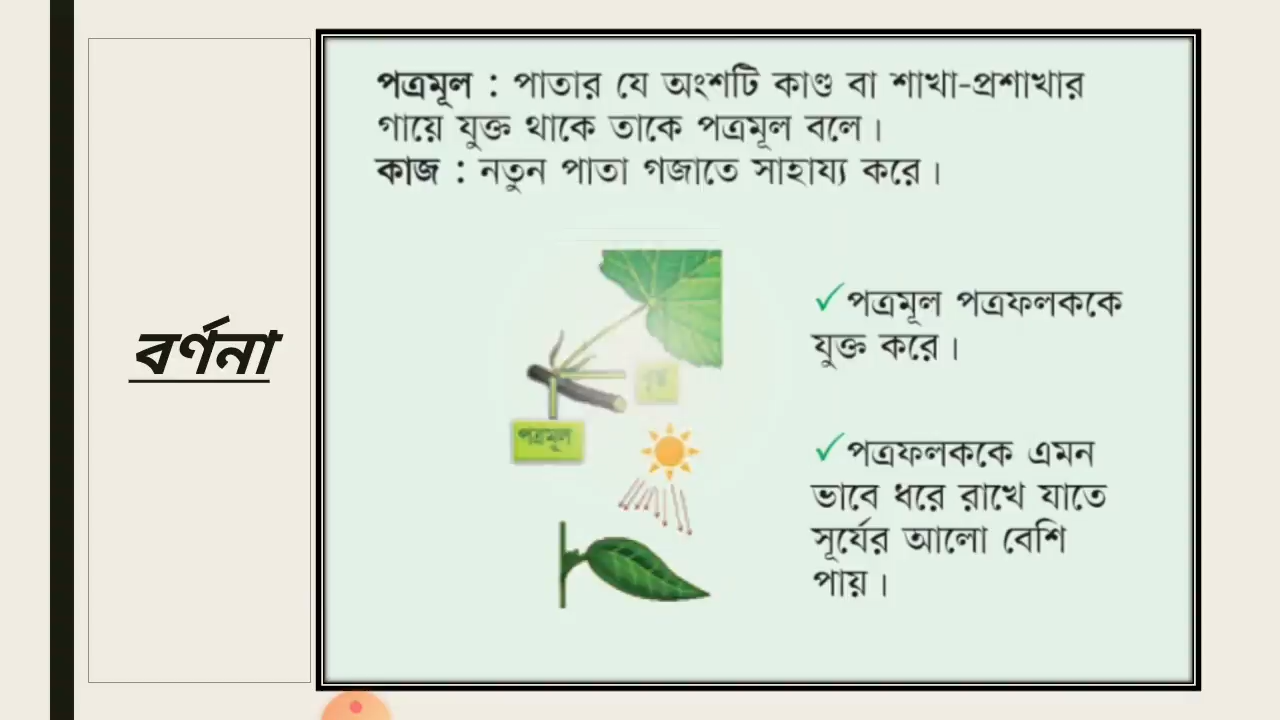 বর্ণনা
পত্রমূল : পাতার যে অংশটি কাণ্ড বা শাখা-প্রশাখার
গায়ে যুক্ত থাকে তাকে পত্রমূল বলে।
কাজ : নতুন পাতা গজাতে সাহায্য করে।
✓পত্রমূল পত্রফলককে
যুক্ত করে।
পত্রমূল
✓পত্রফলককে এমন
ভাবে ধরে রাখে যাতে
সূর্যের আলো বেশি
পায়।